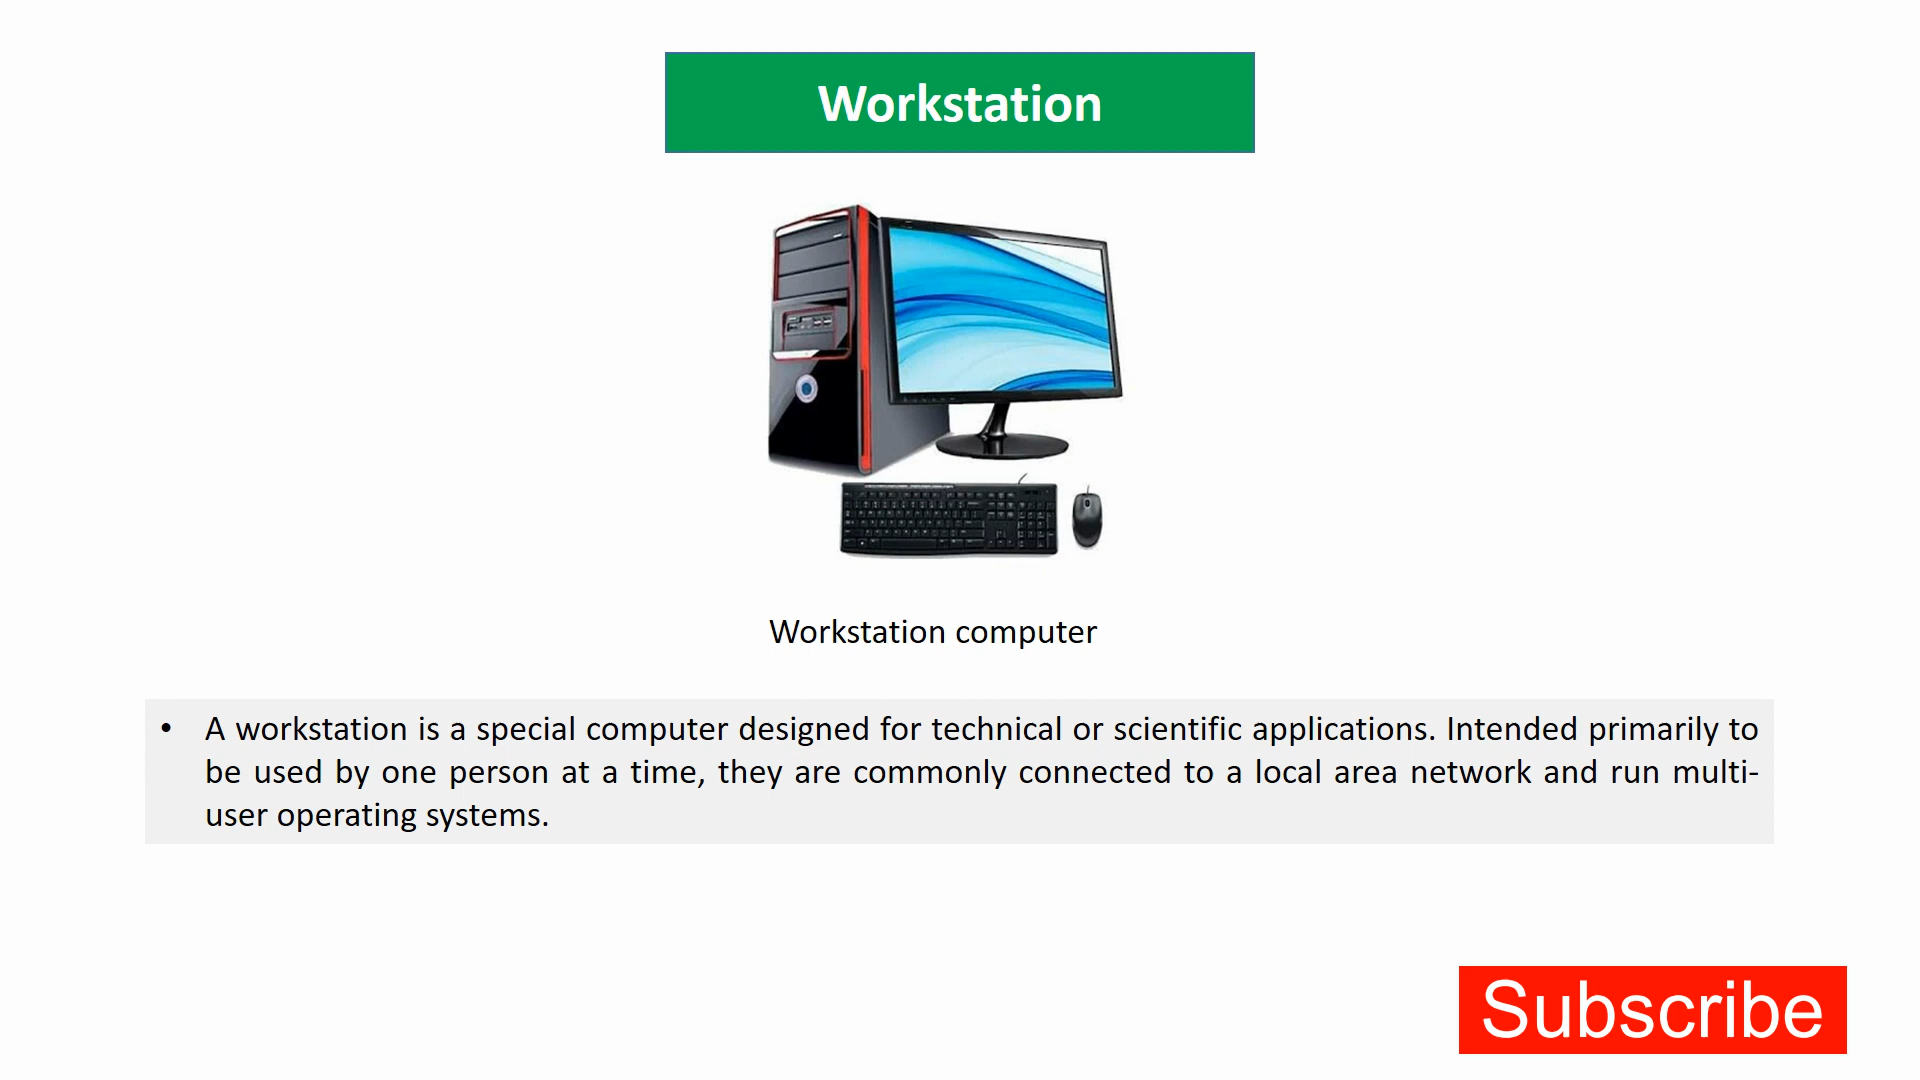 Workstation
Workstation computer
• A workstation is a special computer designed for technical or scientific applications. Intended primarily to
be used by one person at a time, they are commonly connected to a local area network and run multi-
user operating systems.
Subscribe